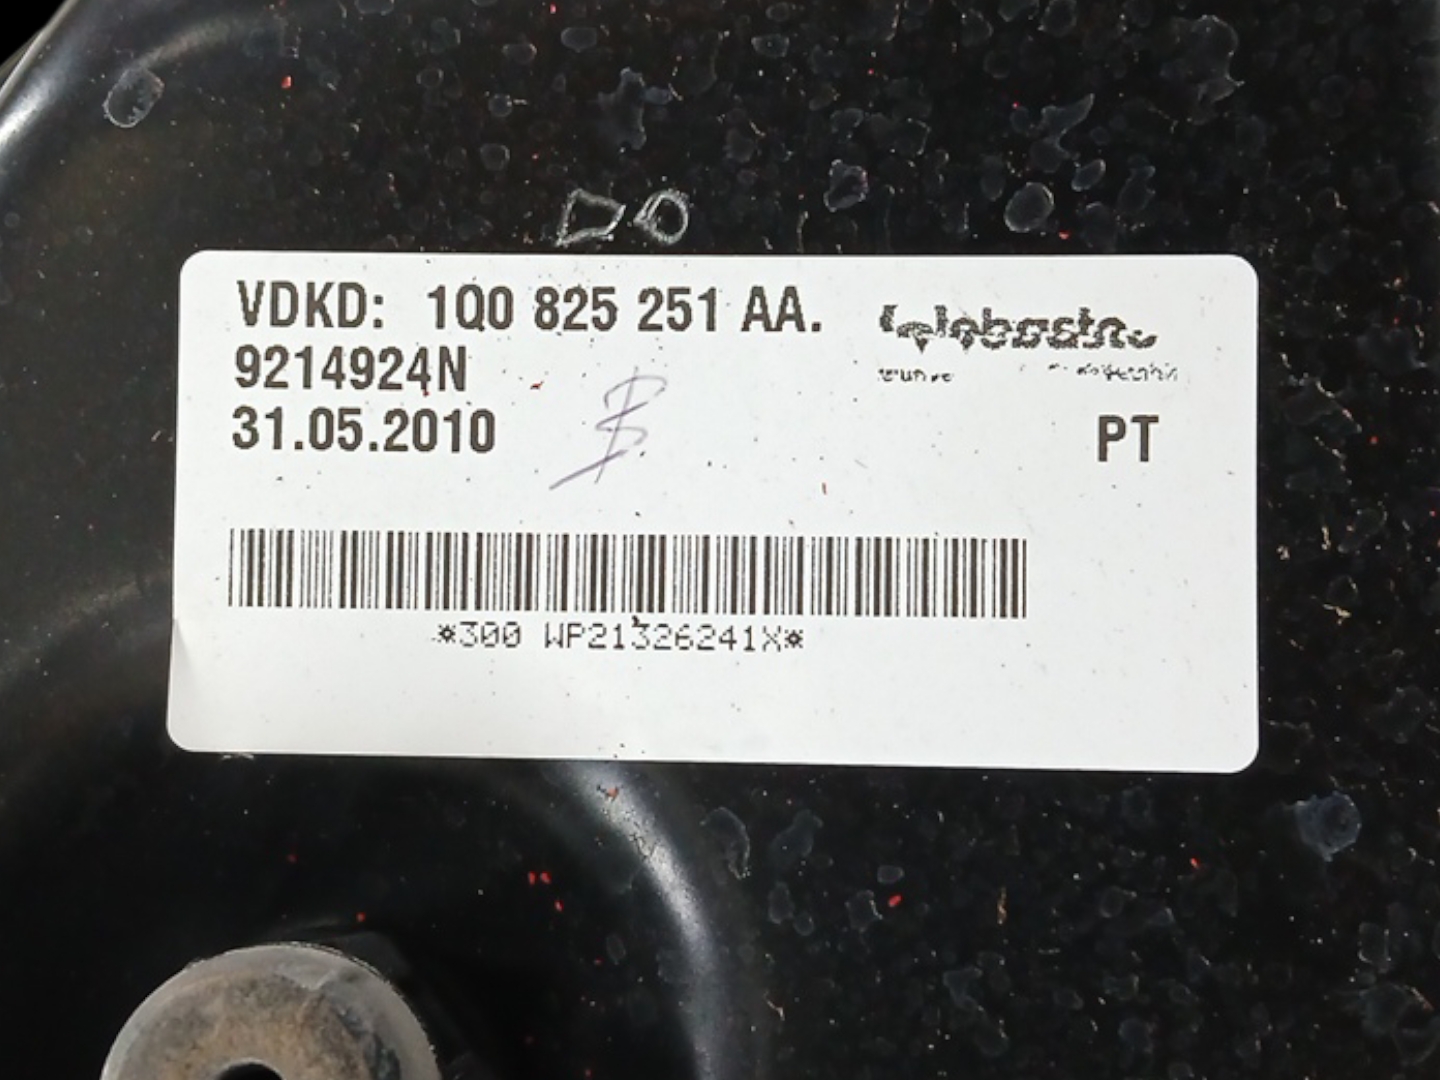 VDKD: 1Q0 825 251 AA.
9214924N
31.05.2010
PT
*300 WP21326241X*